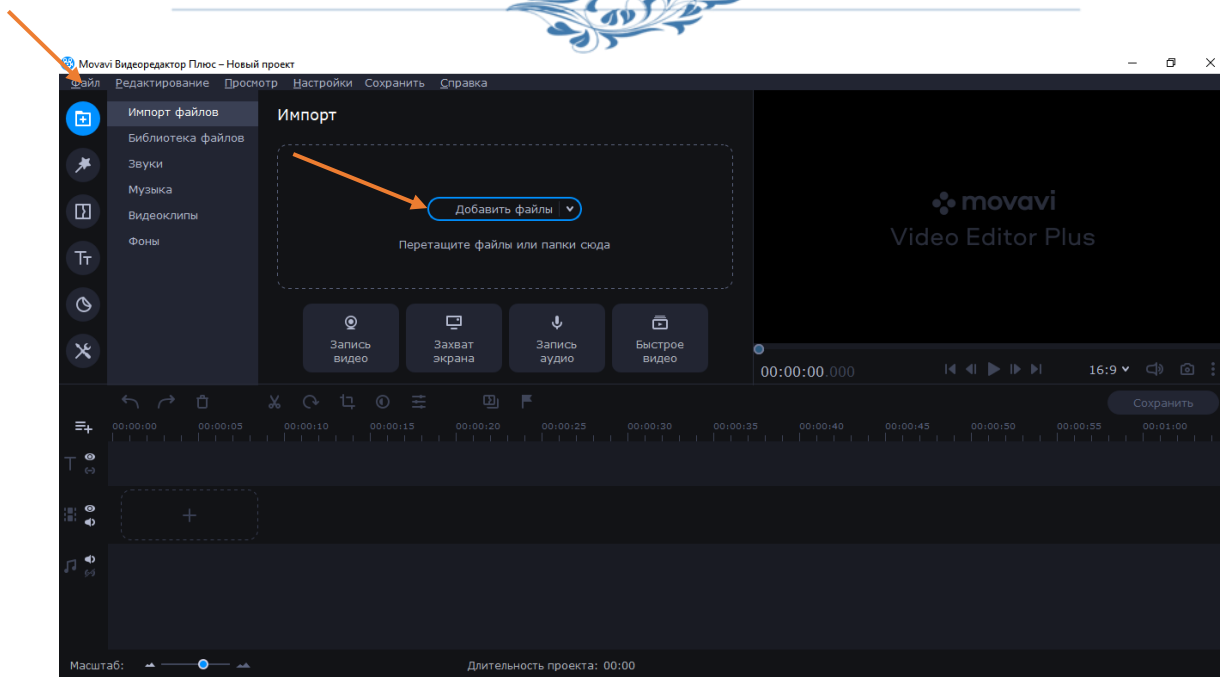 Movavi Видеоредактор Плюс – Новый проект
Файл Редактирование Просмотр Настройки Сохранить Справка
Импорт файлов
Библиотека файлов
Звуки
Музыка
Видеоклипы
Фоны
Импорт
Добавить файлы
Перетащите файлы или папки сюда
Запись
видео
Захват
экрана
Запись
аудио
Быстрое
видео
movavi
Video Editor Plus
00:00:00.000
16:9
Сохранить
00:00:00 00:00:05 00:00:10 00:00:15 00:00:20 00:00:25 00:00:30 00:00:35 00:00:40 00:00:45 00:00:50 00:00:55 00:01:00
Масштаб:
Длительность проекта: 00:00